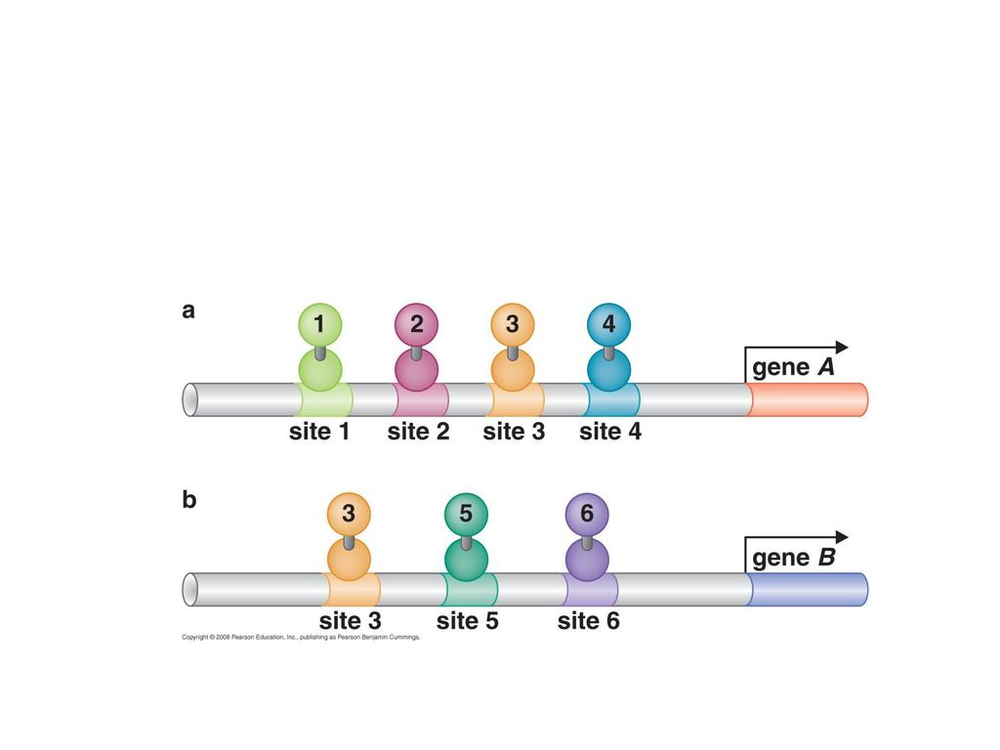 a
1 2 3 4
gene A
site 1 site 2 site 3 site 4
b
3 5 6
gene B
site 3 site 5 site 6
Copyright © 2008 Pearson Education, Inc., publishing as Pearson Benjamin Cummings.